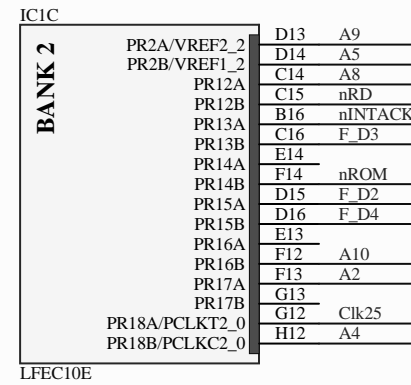 IC1C
BANK 2
PR2A/VREF2_2 D13 A9
PR2B/VREF1_2 D14 A5
PR12A C14 A8
PR12B C15 nRD
PR13A B16 nINTACK
PR13B C16 F_D3
PR14A E14
PR14B F14 nROM
PR15A D15 F_D2
PR15B D16 F_D4
PR16A E13
PR16B F12 A10
PR17A F13 A2
PR17B G13
PR18A/PCLKT2_0 G12 Clk25
PR18B/PCLKC2_0 H12 A4
LFEC10E